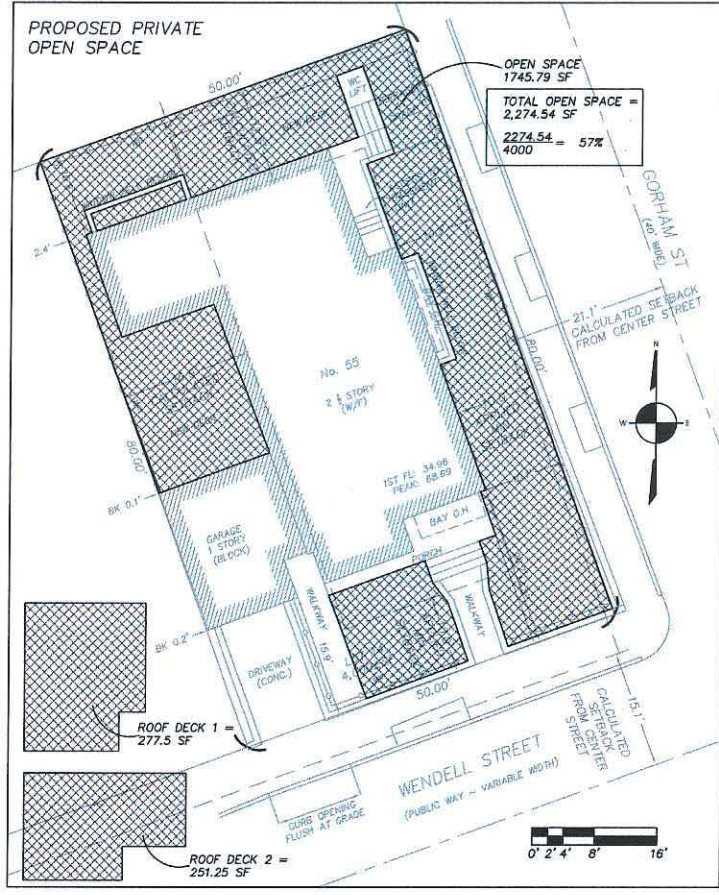 PROPOSED PRIVATE
OPEN SPACE
50.00'
WC
LIFT
OPEN SPACE
1745.79 SF
TOTAL OPEN SPACE =
2,274.54 SF
2274.54
4000
= 57%
GORHAM ST
(40' WIDE)
2.4'
21.1'
CALCULATED SETBACK
FROM CENTER STREET
80.00'
N
W
E
No. 55
2 ½ STORY
(W/F)
80.00'
1ST FL: 34.96
PEAK: 68.69
BK 0.1'
GARAGE
1 STORY
(BLOCK)
BAY O.H.
PORCH
WALKWAY
WALKWAY
15.9'
BK 0.2'
DRIVEWAY
(CONC.)
50.00'
15.1'
CALCULATED
SETBACK
FROM CENTER
STREET
ROOF DECK 1 =
277.5 SF
WENDELL STREET
(PUBLIC WAY ~ VARIABLE WIDTH)
CURB OPENING
FLUSH AT GRADE
ROOF DECK 2 =
251.25 SF
0' 2' 4' 8' 16'